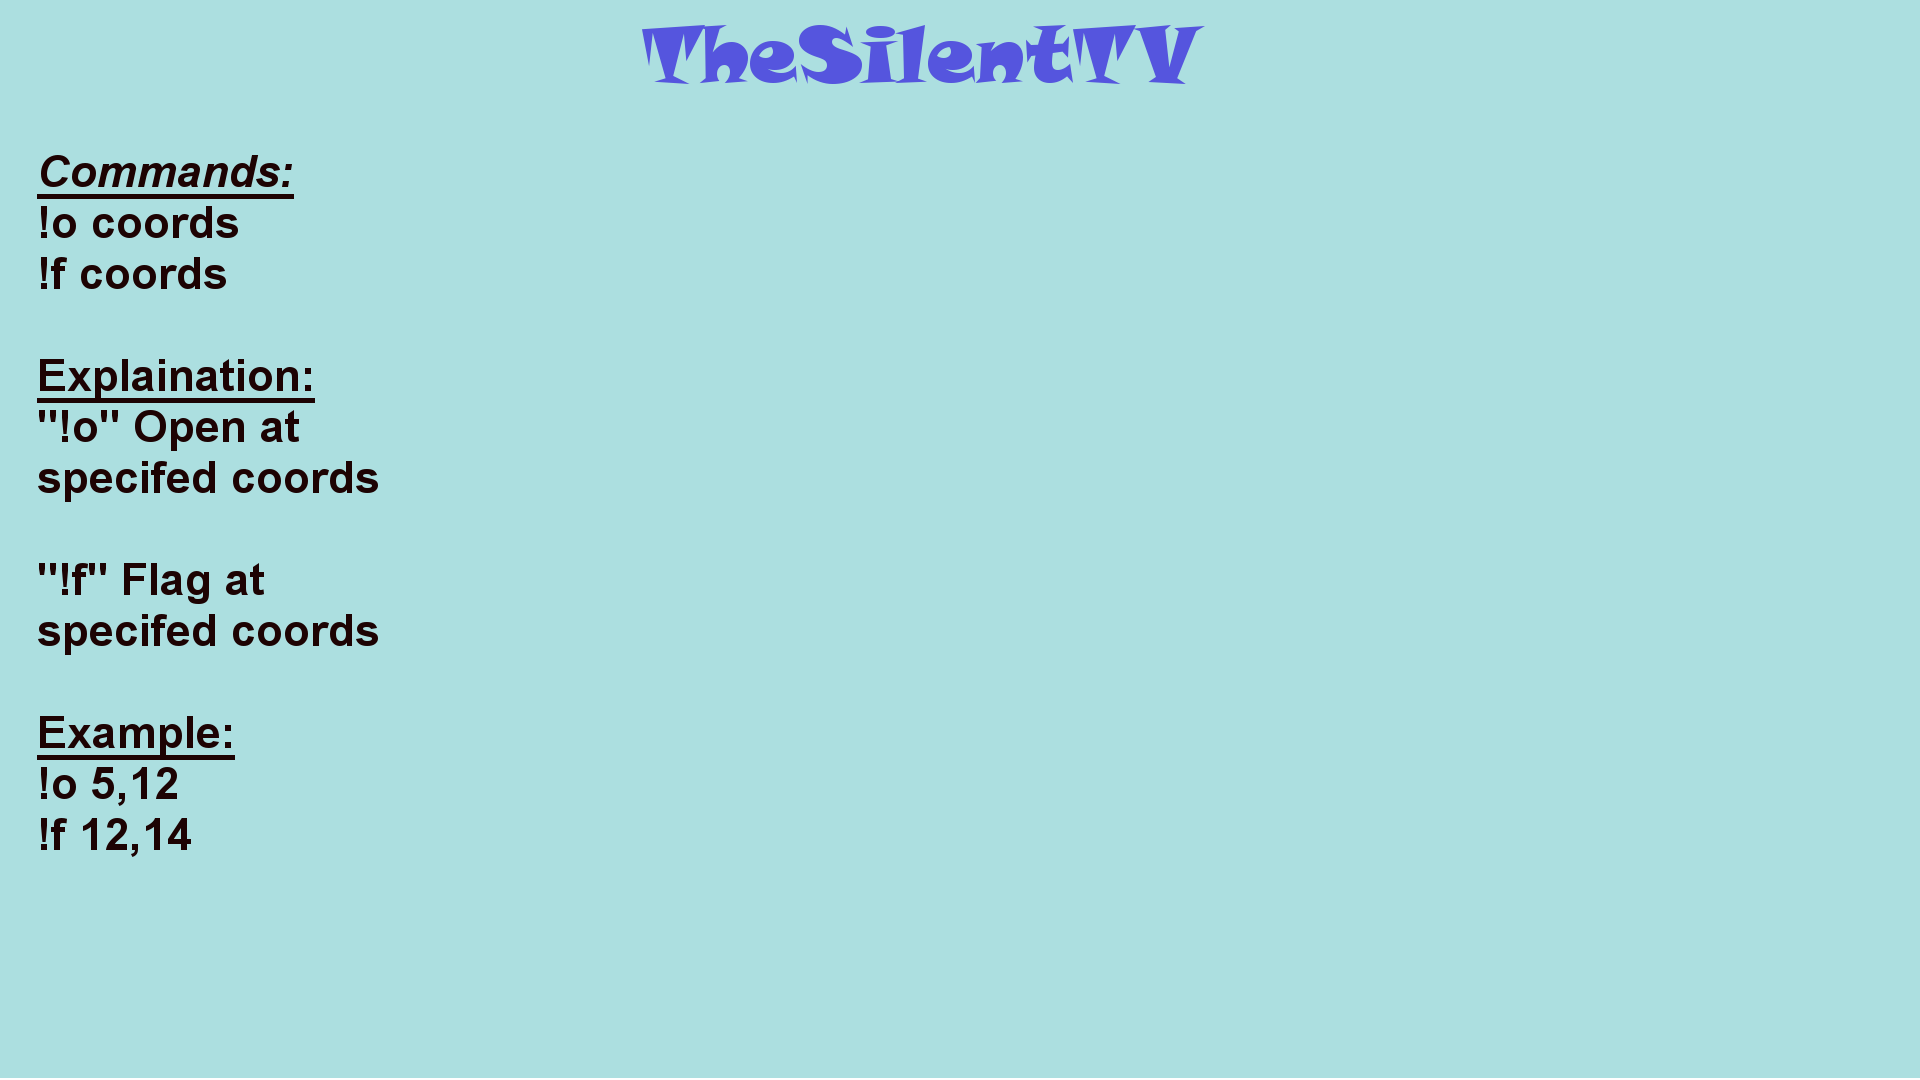 TheSilentTV
Commands:
!o coords
!f coords
Explaination:
"!o" Open at
specifed coords
"!f" Flag at
specifed coords
Example:
!o 5,12
!f 12,14